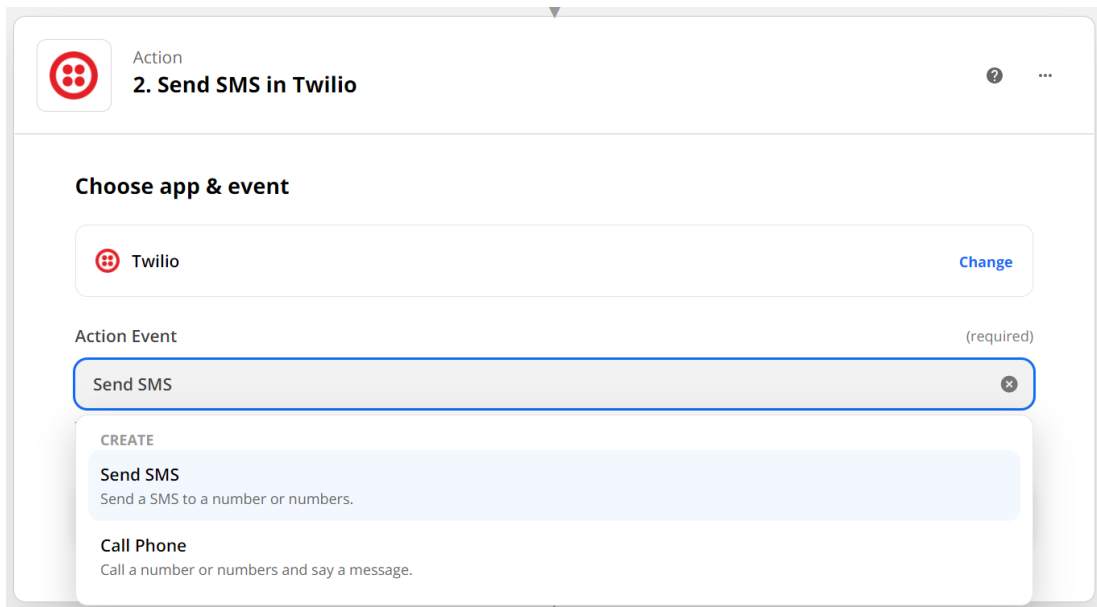 Action
2. Send SMS in Twilio
Choose app & event
Twilio
Change
Action Event
(required)
Send SMS
CREATE
Send SMS
Send a SMS to a number or numbers.
Call Phone
Call a number or numbers and say a message.